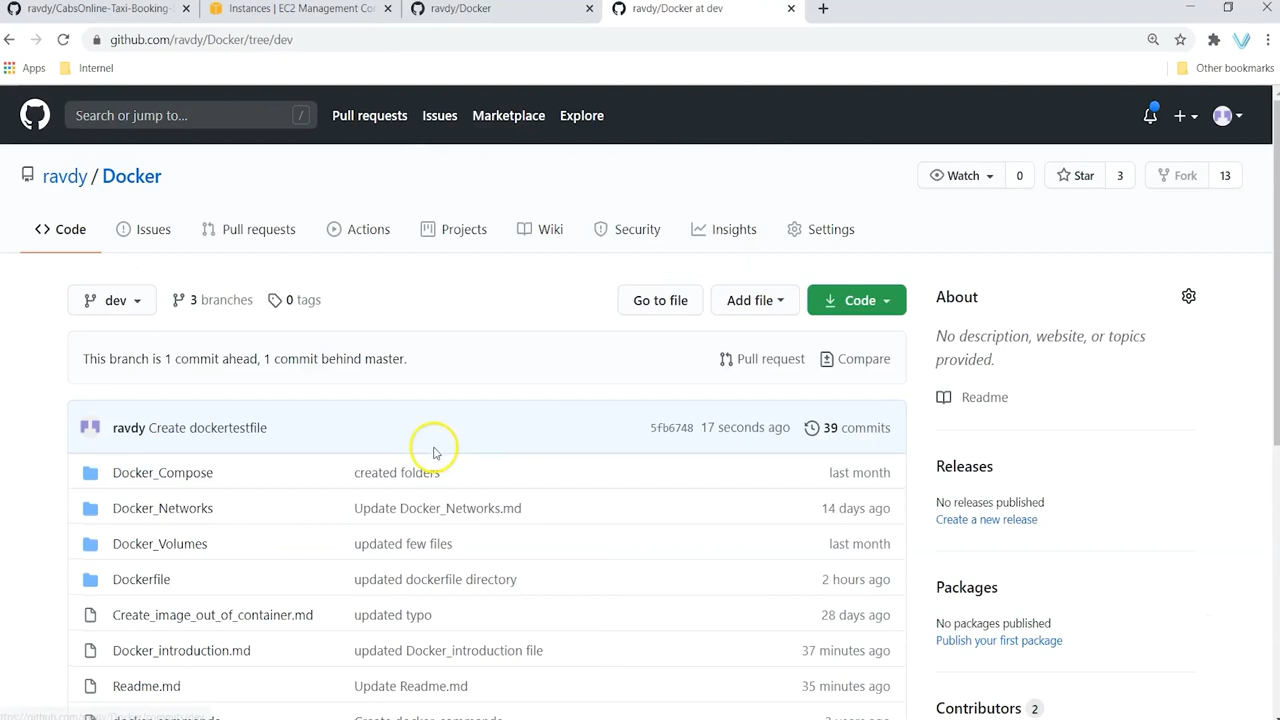 ravdy/CabsOnline-Taxi-Booking-
Instances | EC2 Management Con
ravdy/Docker
ravdy/Docker at dev
github.com/ravdy/Docker/tree/dev
Apps
Internet
Other bookmarks
Search or jump to... /
Pull requests
Issues
Marketplace
Explore
ravdy / Docker
Watch 0
Star 3
Fork 13
Code
Issues
Pull requests
Actions
Projects
Wiki
Security
Insights
Settings
dev
3 branches
0 tags
Go to file
Add file
Code
This branch is 1 commit ahead, 1 commit behind master.
Pull request
Compare
ravdy Create dockertestfile 5fb6748 17 seconds ago 39 commits
Docker_Compose created folders last month
Docker_Networks Update Docker_Networks.md 14 days ago
Docker_Volumes updated few files last month
Dockerfile updated dockerfile directory 2 hours ago
Create_image_out_of_container.md updated typo 28 days ago
Docker_introduction.md updated Docker_introduction file 37 minutes ago
Readme.md Update Readme.md 35 minutes ago
About
No description, website, or topics
provided.
Readme
Releases
No releases published
Create a new release
Packages
No packages published
Publish your first package
Contributors 2